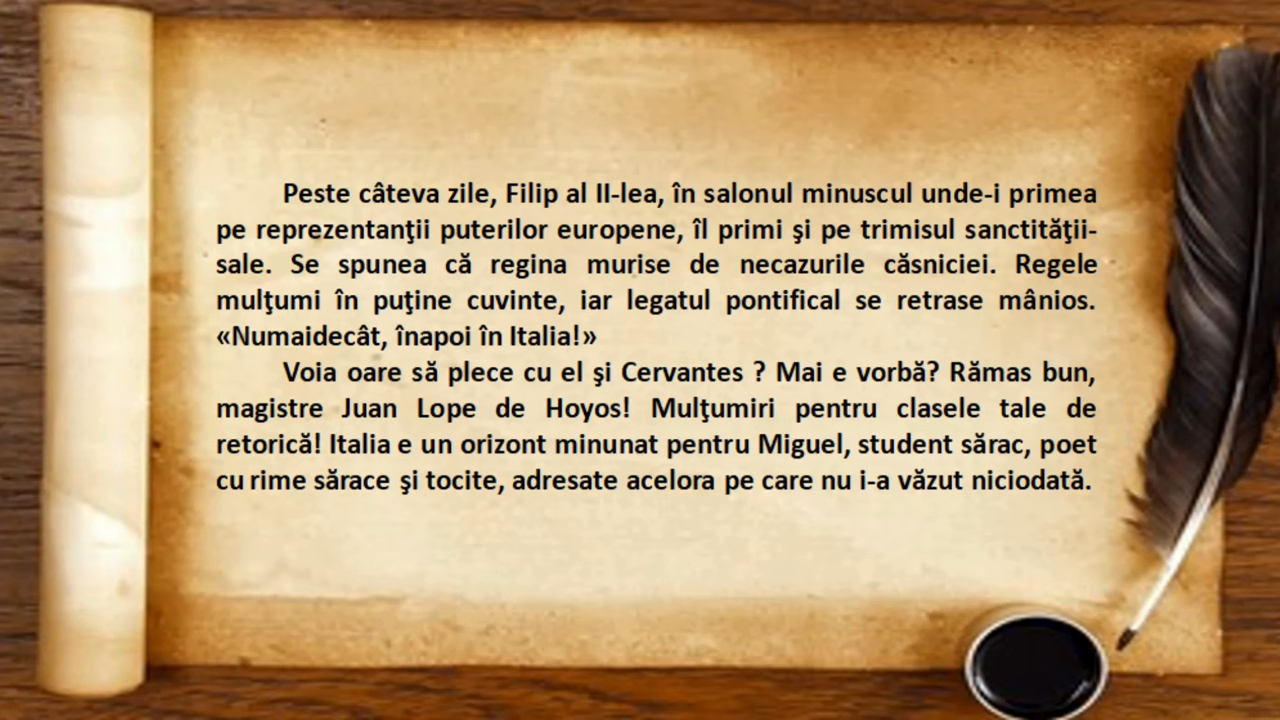 Peste câteva zile, Filip al II-lea, în salonul minuscul unde-i primea
pe reprezentanţii puterilor europene, îl primi şi pe trimisul sanctităţii-
sale. Se spunea că regina murise de necazurile căsniciei. Regele
mulţumi în puţine cuvinte, iar legatul pontifical se retrase mânios.
«Numaidecât, înapoi în Italia!»
Voia oare să plece cu el şi Cervantes ? Mai e vorbă? Rămas bun,
magistre Juan Lope de Hoyos! Mulţumiri pentru clasele tale de
retorică! Italia e un orizont minunat pentru Miguel, student sărac, poet
cu rime sărace şi tocite, adresate acelora pe care nu i-a văzut niciodată.